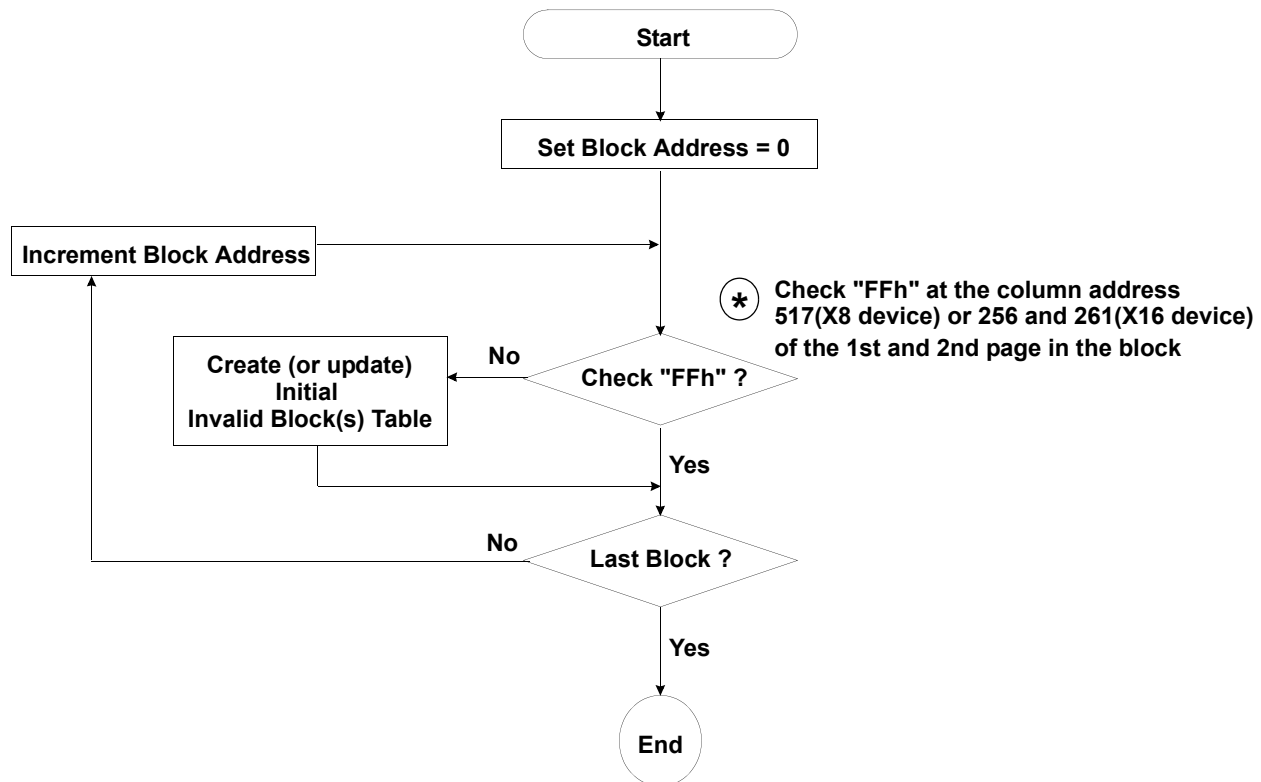 Start
Set Block Address = 0
Increment Block Address
*
Check "FFh" at the column address
517(X8 device) or 256 and 261(X16 device)
of the 1st and 2nd page in the block
No
Create (or update)
Initial
Invalid Block(s) Table
Check "FFh" ?
Yes
No
Last Block ?
Yes
End